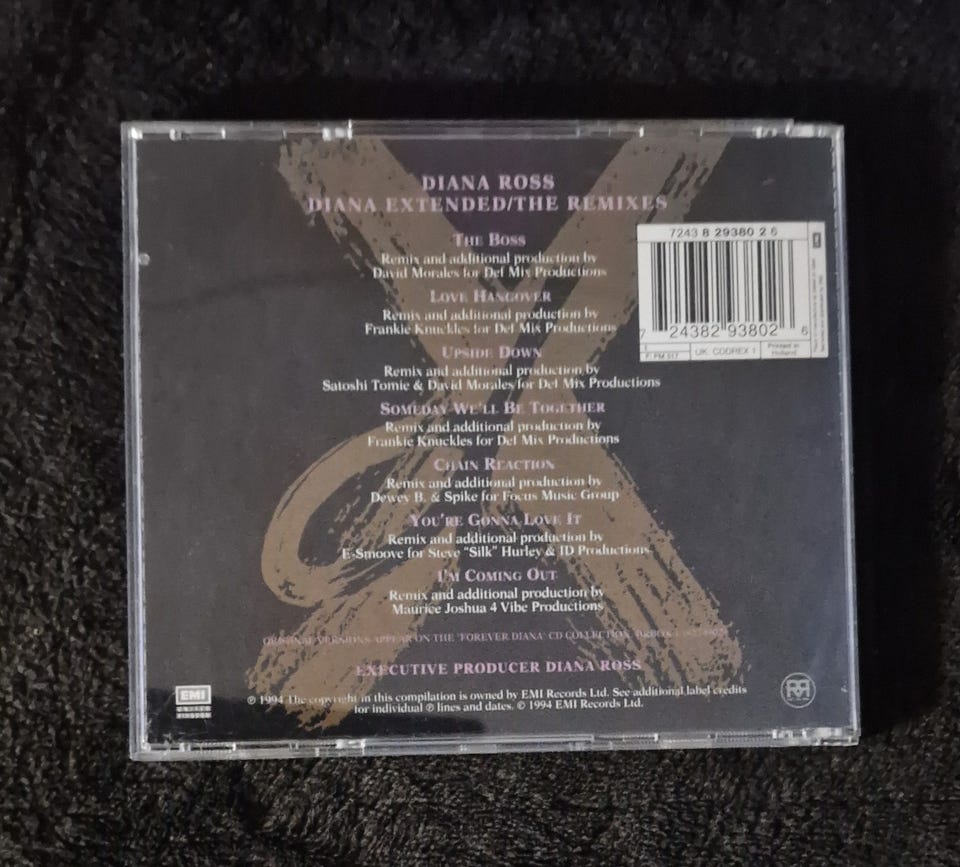 DIANA ROSS
DIANA EXTENDED/THE REMIXES
THE BOSS
Remix and additional production by
David Morales for Def Mix Productions
LOVE HANGOVER
Remix and additional production by
Frankie Knuckles for Def Mix Productions
UPSIDE DOWN
Remix and additional production by
Satoshi Tomie & David Morales for Def Mix Productions
SOMEDAY WE'LL BE TOGETHER
Remix and additional production by
Frankie Knuckles for Def Mix Productions
CHAIN REACTION
Remix and additional production by
Dewey B. & Spike for Focus Music Group
YOU'RE GONNA LOVE IT
Remix and additional production by
E-Smoove for Steve "Silk" Hurley & ID Productions
I'M COMING OUT
Remix and additional production by
Maurice Joshua 4 Vibe Productions
ORIGINAL VERSIONS APPEAR ON THE 'FOREVER DIANA' CD COLLECTION
EXECUTIVE PRODUCER DIANA ROSS
℗ 1994 The copyright in this compilation is owned by EMI Records Ltd. See additional label credits
for individual ℗ lines and dates. © 1994 EMI Records Ltd.
EMI
7243 8 29380 2 6
7 24382 93802 6
F: PM 517
UK: CDDREX 1
Printed in
Holland